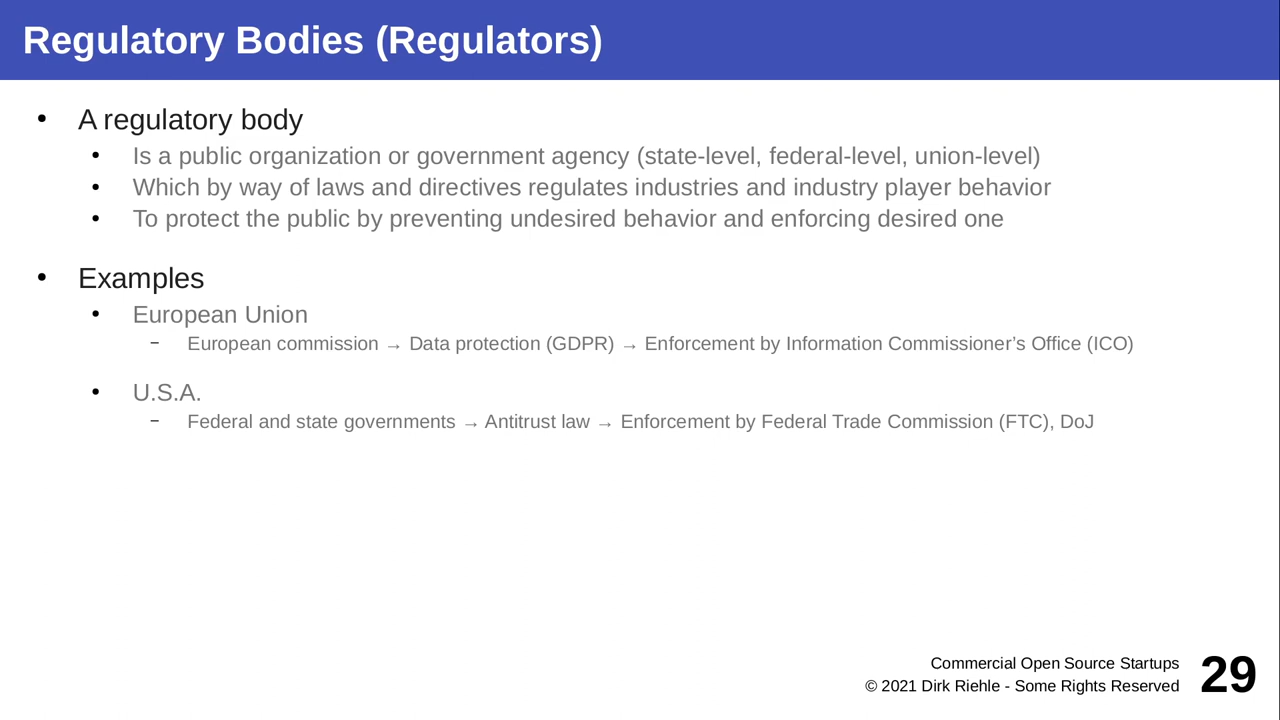 Regulatory Bodies (Regulators)
• A regulatory body
• Is a public organization or government agency (state-level, federal-level, union-level)
• Which by way of laws and directives regulates industries and industry player behavior
• To protect the public by preventing undesired behavior and enforcing desired one
• Examples
• European Union
– European commission → Data protection (GDPR) → Enforcement by Information Commissioner’s Office (ICO)
• U.S.A.
– Federal and state governments → Antitrust law → Enforcement by Federal Trade Commission (FTC), DoJ
Commercial Open Source Startups
© 2021 Dirk Riehle - Some Rights Reserved
29